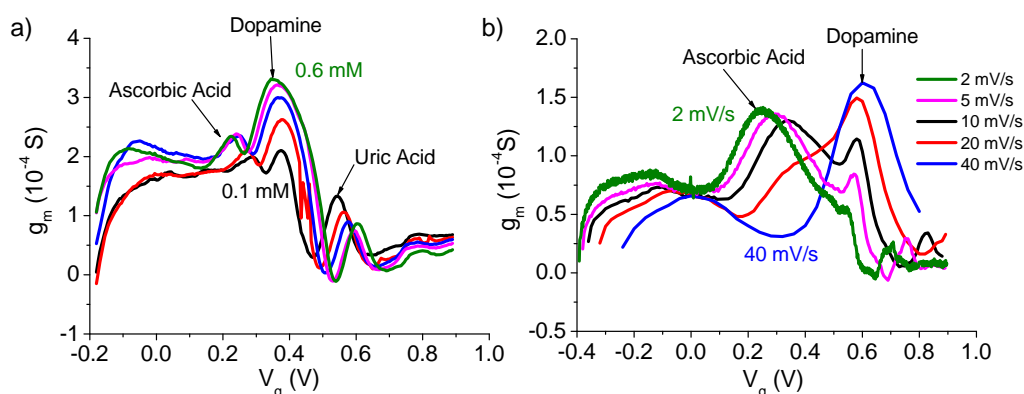 a)
Dopamine
Ascorbic Acid
0.6 mM
Uric Acid
0.1 mM
4
3
2
1
0
-1
g_m (10^-4 S)
-0.2 0.0 0.2 0.4 0.6 0.8 1.0
V_g (V)
b)
Dopamine
Ascorbic Acid
2 mV/s
40 mV/s
2 mV/s
5 mV/s
10 mV/s
20 mV/s
40 mV/s
2.0
1.5
1.0
0.5
0.0
-0.5
g_m (10^-4 S)
-0.4 -0.2 0.0 0.2 0.4 0.6 0.8 1.0
V_g (V)